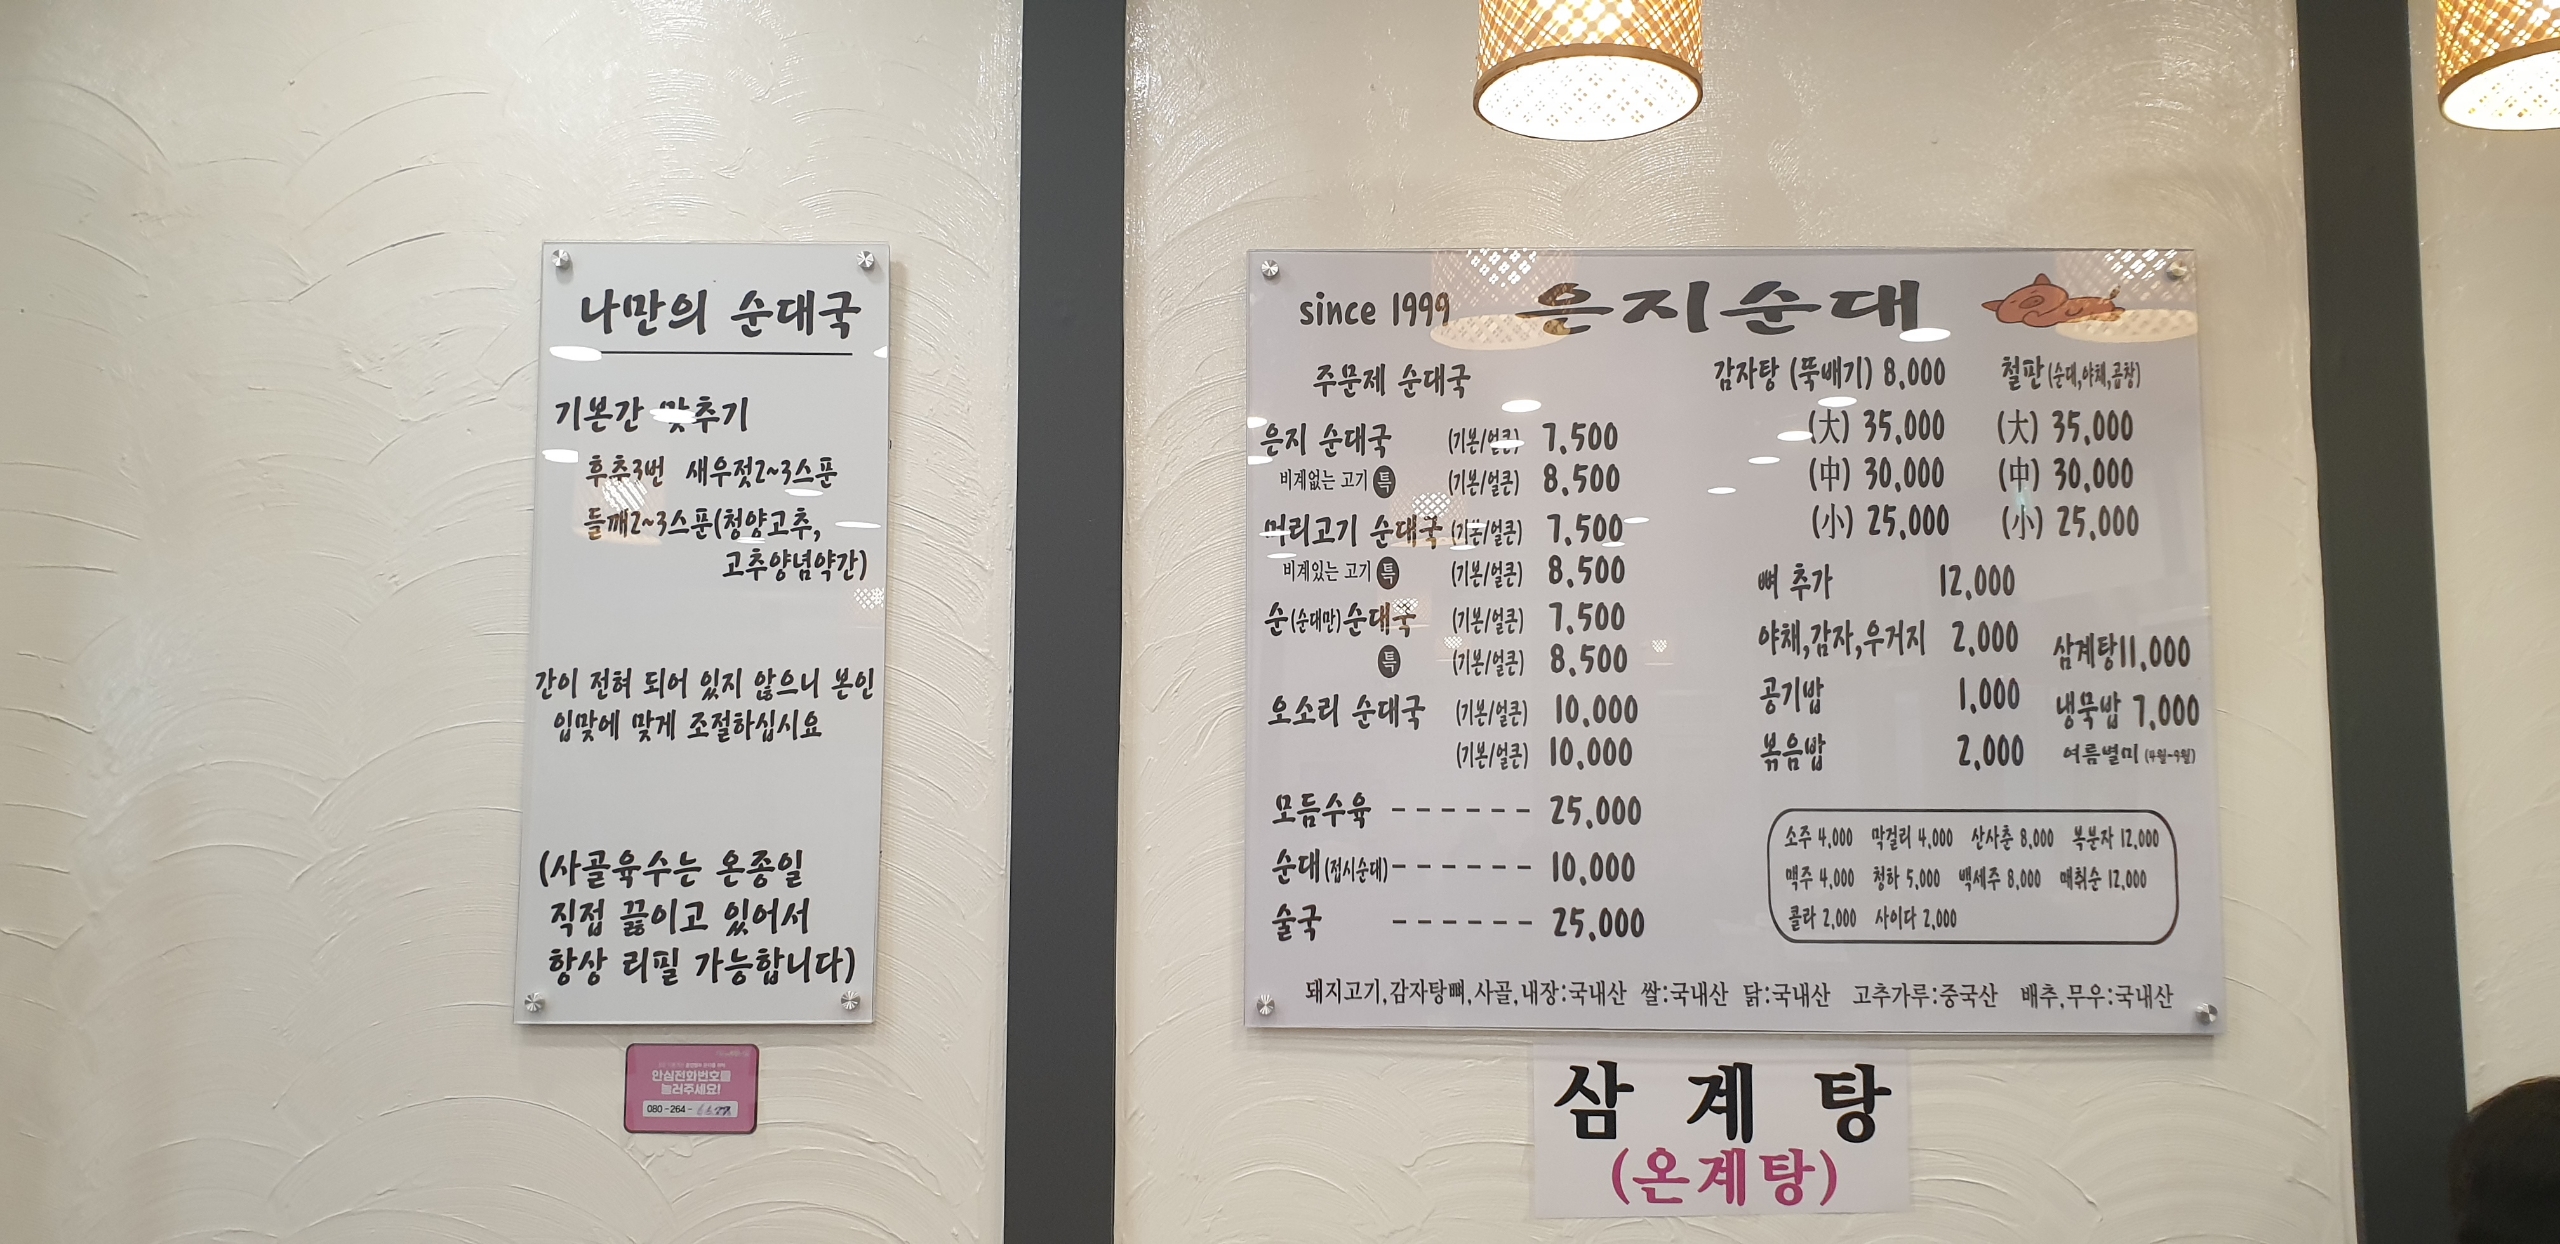 나만의 순대국
기본간 맞추기
후추3번 새우젓2~3스푼
들깨2~3스푼(청양고추,
고추양념약간)
간이 전혀 되어 있지 않으니 본인
입맛에 맞게 조절하십시요
(사골육수는 온종일
직접 끓이고 있어서
항상 리필 가능합니다)
안심전화번호를
눌러주세요!
080-264-
since 1999 은지순대
주문제 순대국
은지 순대국 (기본/얼큰) 7,500
비계없는 고기 특 (기본/얼큰) 8,500
머리고기 순대국 (기본/얼큰) 7,500
비계있는 고기 특 (기본/얼큰) 8,500
순(순대만)순대국 (기본/얼큰) 7,500
특 (기본/얼큰) 8,500
오소리 순대국 (기본/얼큰) 10,000
(기본/얼큰) 10,000
모듬수육 ------ 25,000
순대(접시순대)------ 10,000
술국 ------ 25,000
감자탕 (뚝배기) 8,000
(大) 35,000
(中) 30,000
(小) 25,000
철판(순대,야채,곱창)
(大) 35,000
(中) 30,000
(小) 25,000
뼈 추가 12,000
야채,감자,우거지 2,000
공기밥 1,000
볶음밥 2,000
삼계탕11,000
냉묵밥 7,000
여름별미 (4월~9월)
소주 4,000 막걸리 4,000 산사춘 8,000 복분자 12,000
맥주 4,000 청하 5,000 백세주 8,000 매취순 12,000
콜라 2,000 사이다 2,000
돼지고기,감자탕뼈,사골,내장:국내산 쌀:국내산 닭:국내산 고추가루:중국산 배추,무우:국내산
삼계탕
(온계탕)